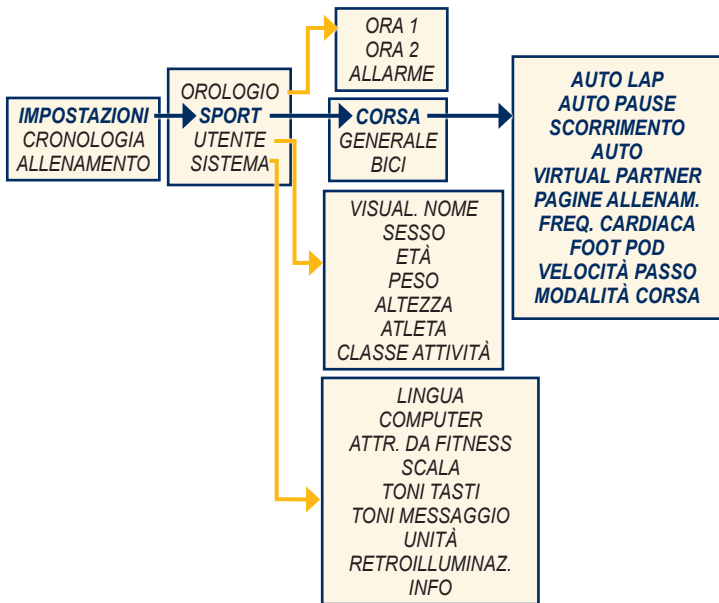 IMPOSTAZIONI
CRONOLOGIA
ALLENAMENTO
OROLOGIO
SPORT
UTENTE
SISTEMA
ORA 1
ORA 2
ALLARME
CORSA
GENERALE
BICI
AUTO LAP
AUTO PAUSE
SCORRIMENTO
AUTO
VIRTUAL PARTNER
PAGINE ALLENAM.
FREQ. CARDIACA
FOOT POD
VELOCITÀ PASSO
MODALITÀ CORSA
VISUAL. NOME
SESSO
ETÀ
PESO
ALTEZZA
ATLETA
CLASSE ATTIVITÀ
LINGUA
COMPUTER
ATTR. DA FITNESS
SCALA
TONI TASTI
TONI MESSAGGIO
UNITÀ
RETROILLUMINAZ.
INFO